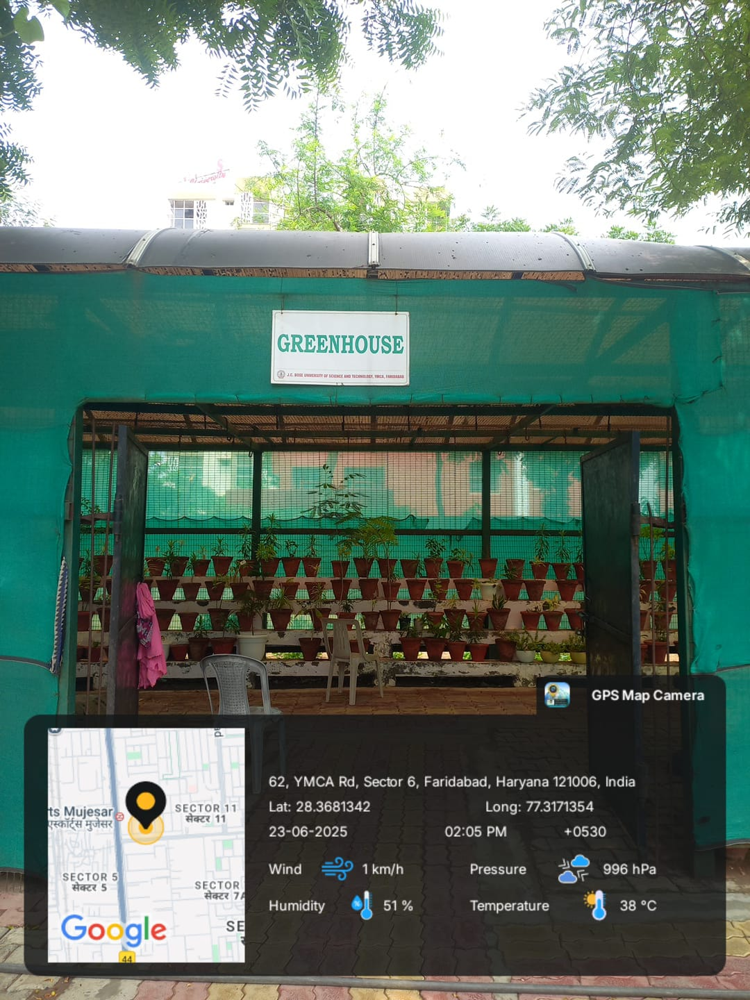 University
GREENHOUSE
J.C. BOSE UNIVERSITY OF SCIENCE AND TECHNOLOGY, YMCA, FARIDABAD
GPS Map Camera
62, YMCA Rd, Sector 6, Faridabad, Haryana 121006, India
Lat: 28.3681342 Long: 77.3171354
23-06-2025 02:05 PM +0530
Wind 1 km/h Pressure 996 hPa
Humidity 51 % Temperature 38 °C
rts Mujesar
एस्कॉर्ट्स मुजेसर
SECTOR 11
सेक्टर 11
SECTOR 5
सेक्टर 5
SECTOR
सेक्टर 7A
SE
Google
44